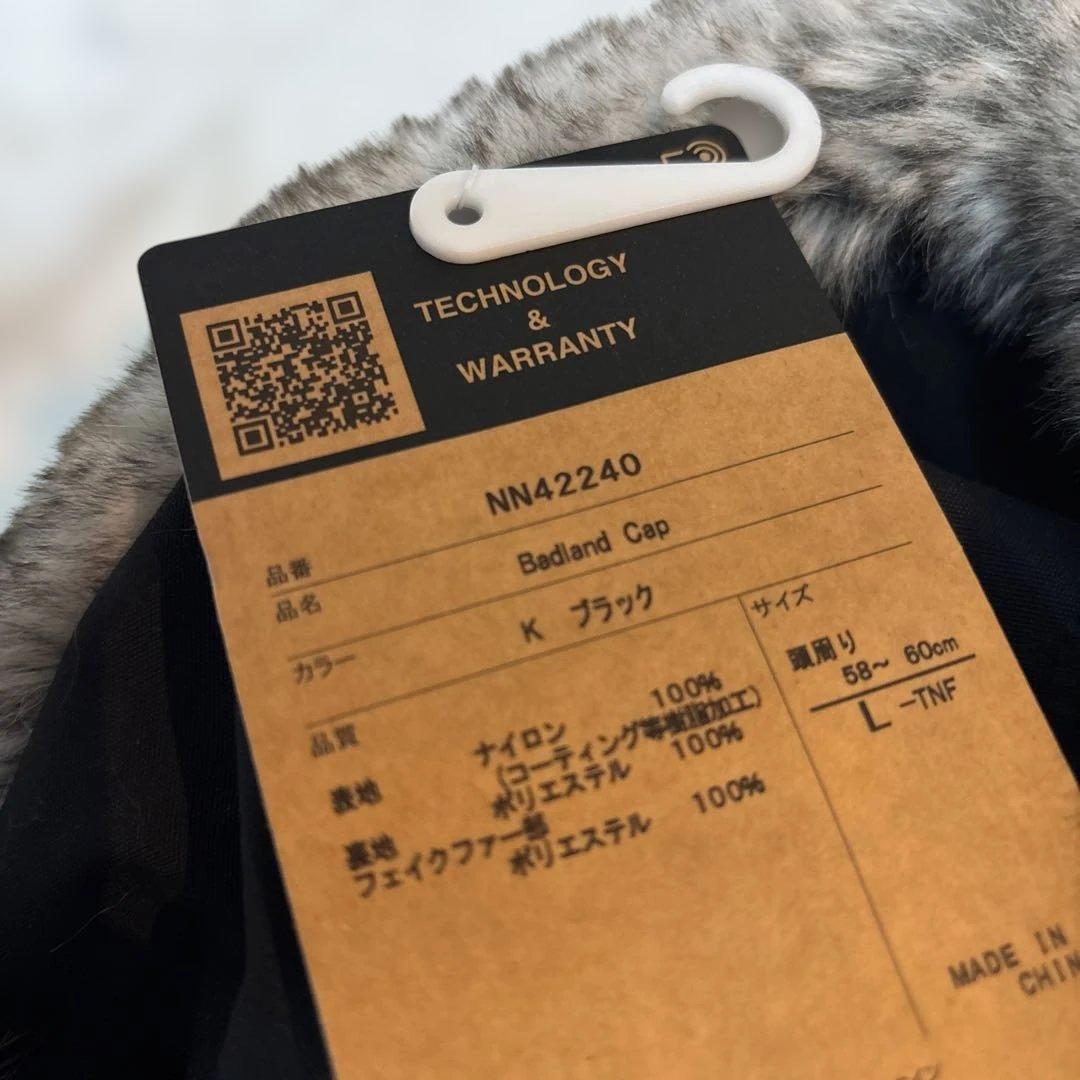 TECHNOLOGY
&
WARRANTY
品番 NN42240
品名 Badland Cap
カラー K ブラック
サイズ
頭周り
58~ 60cm
L -TNF
品質
表地 ナイロン 100%
(コーティング等樹脂加工)
裏地 ポリエステル 100%
フェイクファー部
ポリエステル 100%
MADE IN